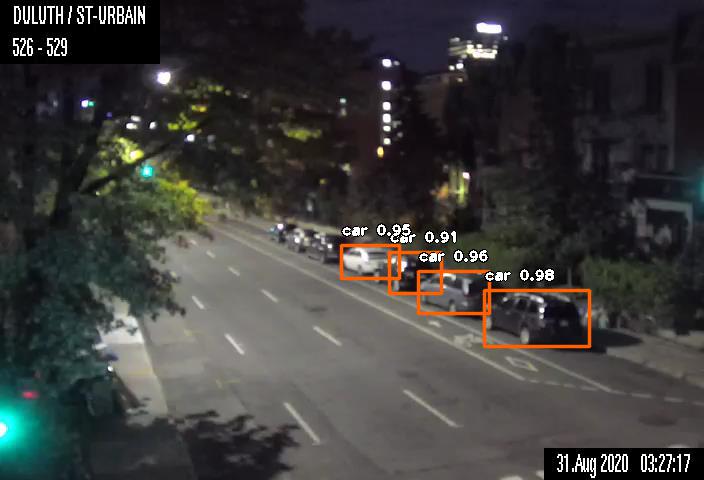 DULUTH / ST-URBAIN
526 - 529
car 0.95
car 0.91
car 0.96
car 0.98
31.Aug 2020 03:27:17